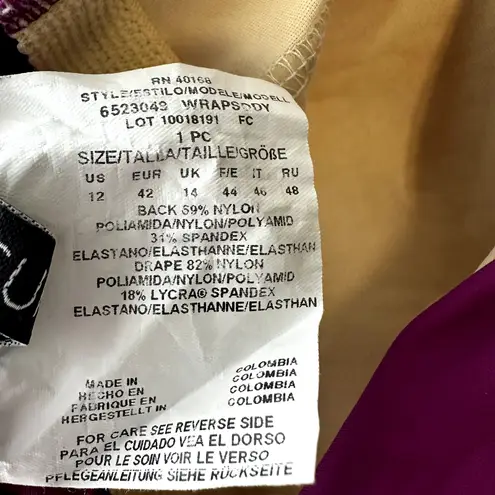 RN 40168
STYLE/ESTILO/MODELE/MODELL
6523043 WRAPSODY
LOT 10018191 FC
1 PC
SIZE/TALLA/TAILLE/GRÖßE
US EUR UK F/E IT RU
12 42 14 44 46 48
BACK 69% NYLON
POLIAMIDA/NYLON/POLYAMID
31% SPANDEX
ELASTANO/ELASTHANNE/ELASTHAN
DRAPE 82% NYLON
POLIAMIDA/NYLON/POLYAMID
18% LYCRA® SPANDEX
ELASTANO/ELASTHANNE/ELASTHAN
MADE IN COLOMBIA
HECHO EN COLOMBIA
FABRIQUE EN COLOMBIA
HERGESTELLT IN COLOMBIA
FOR CARE SEE REVERSE SIDE
PARA EL CUIDADO VEA EL DORSO
POUR LE SOIN VOIR LE VERSO
PFLEGEANLEITUNG SIEHE RÜCKSEITE